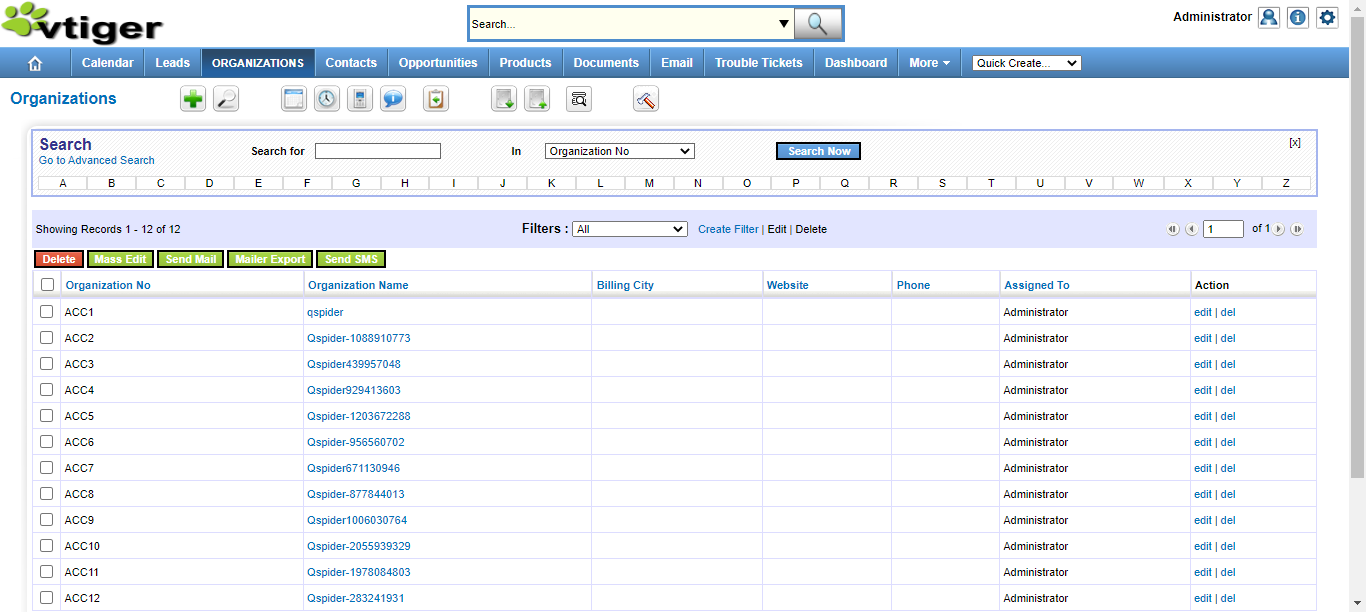 vtiger
Search...
Administrator
Calendar Leads ORGANIZATIONS Contacts Opportunities Products Documents Email Trouble Tickets Dashboard More Quick Create...
Organizations
Search
Go to Advanced Search
Search for In Organization No Search Now [x]
A B C D E F G H I J K L M N O P Q R S T U V W X Y Z
Showing Records 1 - 12 of 12 Filters : All Create Filter | Edit | Delete 1 of 1
Delete Mass Edit Send Mail Mailer Export Send SMS
Organization No Organization Name Billing City Website Phone Assigned To Action
ACC1 qspider Administrator edit | del
ACC2 Qspider-1088910773 Administrator edit | del
ACC3 Qspider439957048 Administrator edit | del
ACC4 Qspider929413603 Administrator edit | del
ACC5 Qspider-1203672288 Administrator edit | del
ACC6 Qspider-956560702 Administrator edit | del
ACC7 Qspider671130946 Administrator edit | del
ACC8 Qspider-877844013 Administrator edit | del
ACC9 Qspider1006030764 Administrator edit | del
ACC10 Qspider-2055939329 Administrator edit | del
ACC11 Qspider-1978084803 Administrator edit | del
ACC12 Qspider-283241931 Administrator edit | del